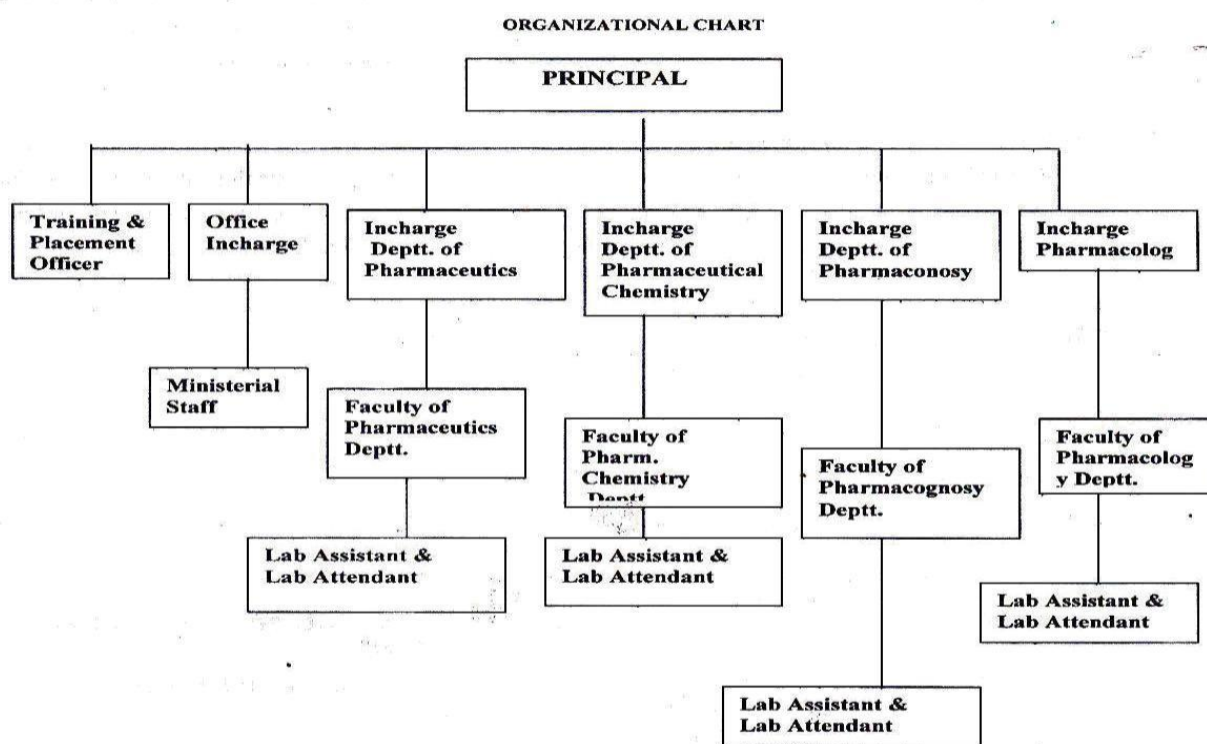 ORGANIZATIONAL CHART
PRINCIPAL
Training &
Placement
Officer
Office
Incharge
Incharge
Deptt. of
Pharmaceutics
Incharge
Deptt. of
Pharmaceutical
Chemistry
Incharge
Deptt. of
Pharmaconosy
Incharge
Pharmacolog
Ministerial
Staff
Faculty of
Pharmaceutics
Deptt.
Faculty of
Pharm.
Chemistry
Deptt
Faculty of
Pharmacognosy
Deptt.
Faculty of
Pharmacolog
y Deptt.
Lab Assistant &
Lab Attendant
Lab Assistant &
Lab Attendant
Lab Assistant &
Lab Attendant
Lab Assistant &
Lab Attendant